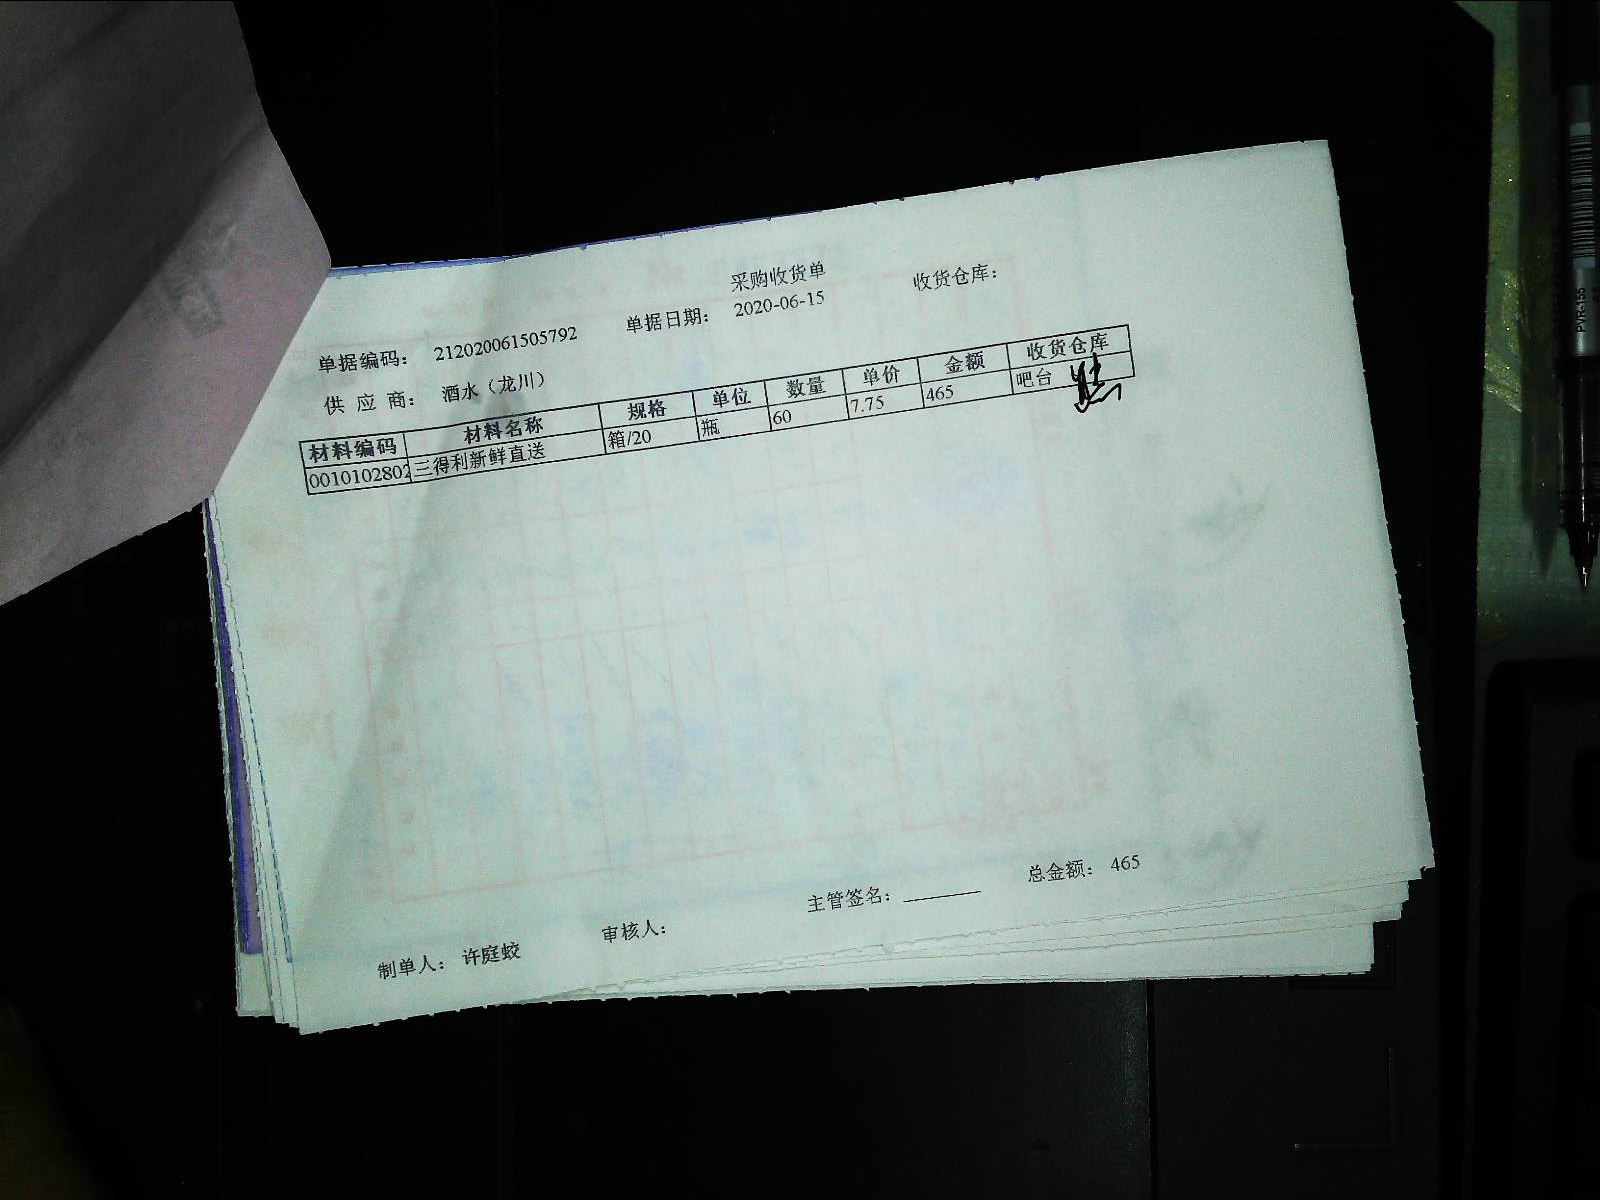 采购收货单
单据编码： 212020061505792 单据日期： 2020-06-15 收货仓库：
供 应 商： 酒水（龙川）
材料编码 材料名称 规格 单位 数量 单价 金额 收货仓库
0010102802 三得利新鲜直送 箱/20 瓶 60 7.75 465 吧台
制单人： 许庭蛟 审核人： 主管签名： 总金额： 465
PVR-155